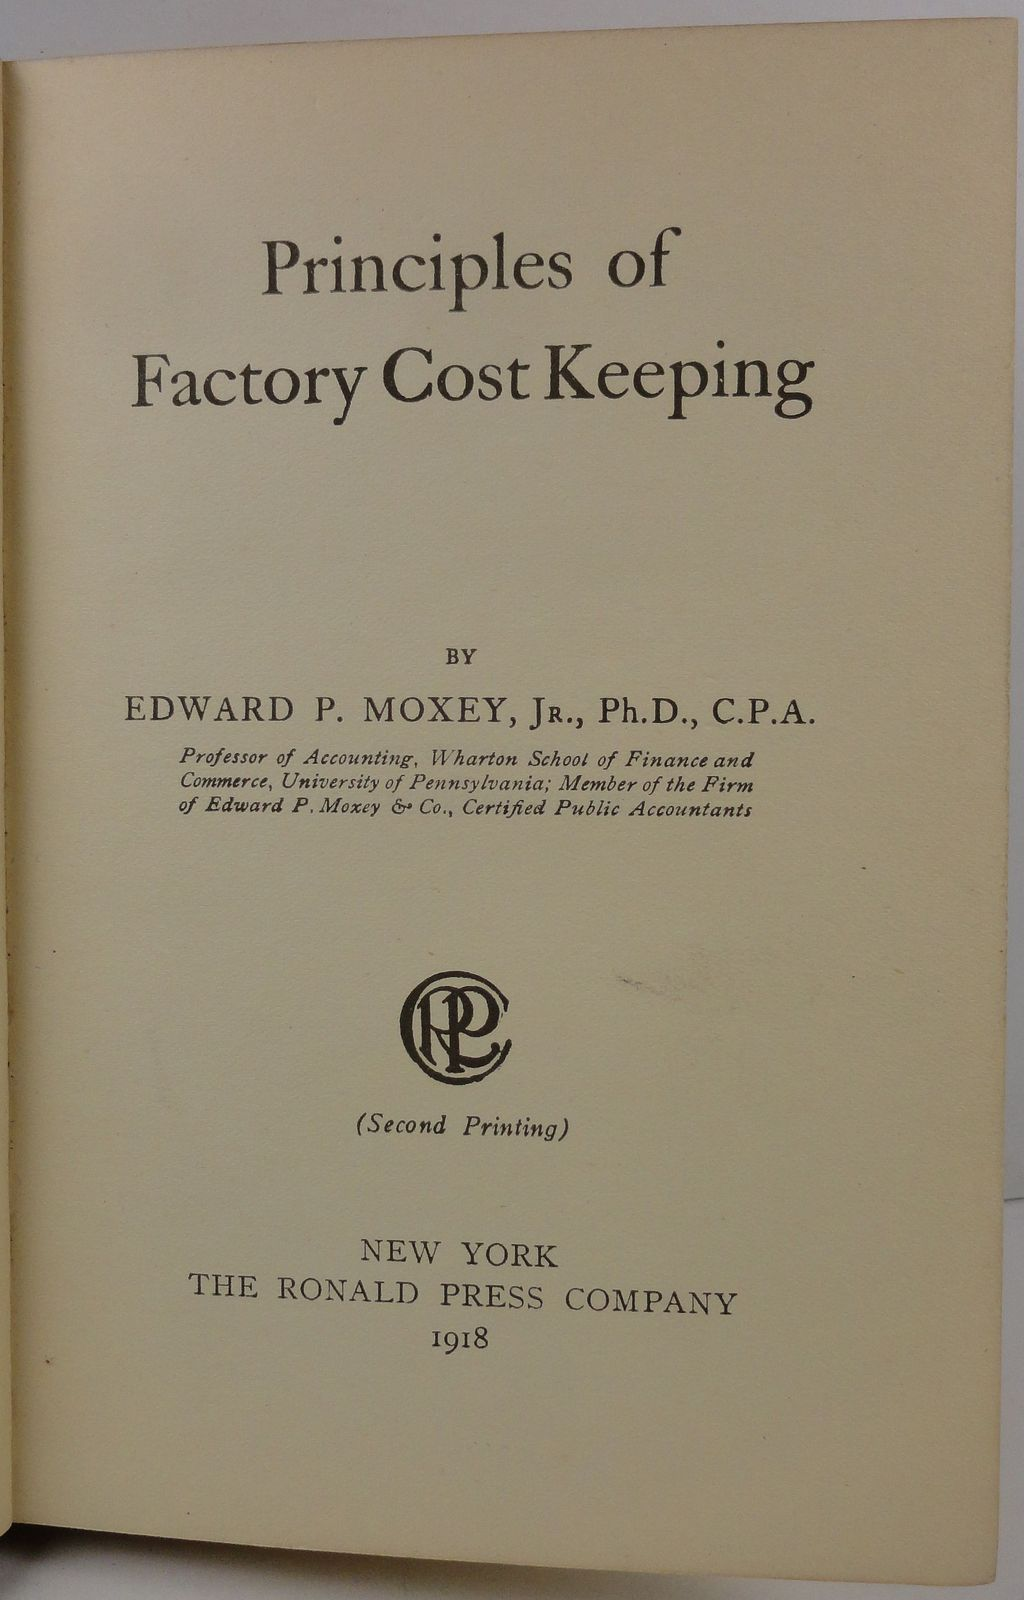 Principles of
Factory Cost Keeping
BY
EDWARD P. MOXEY, JR., Ph.D., C.P.A.
Professor of Accounting, Wharton School of Finance and
Commerce, University of Pennsylvania; Member of the Firm
of Edward P. Moxey & Co., Certified Public Accountants
RPC
(Second Printing)
NEW YORK
THE RONALD PRESS COMPANY
1918